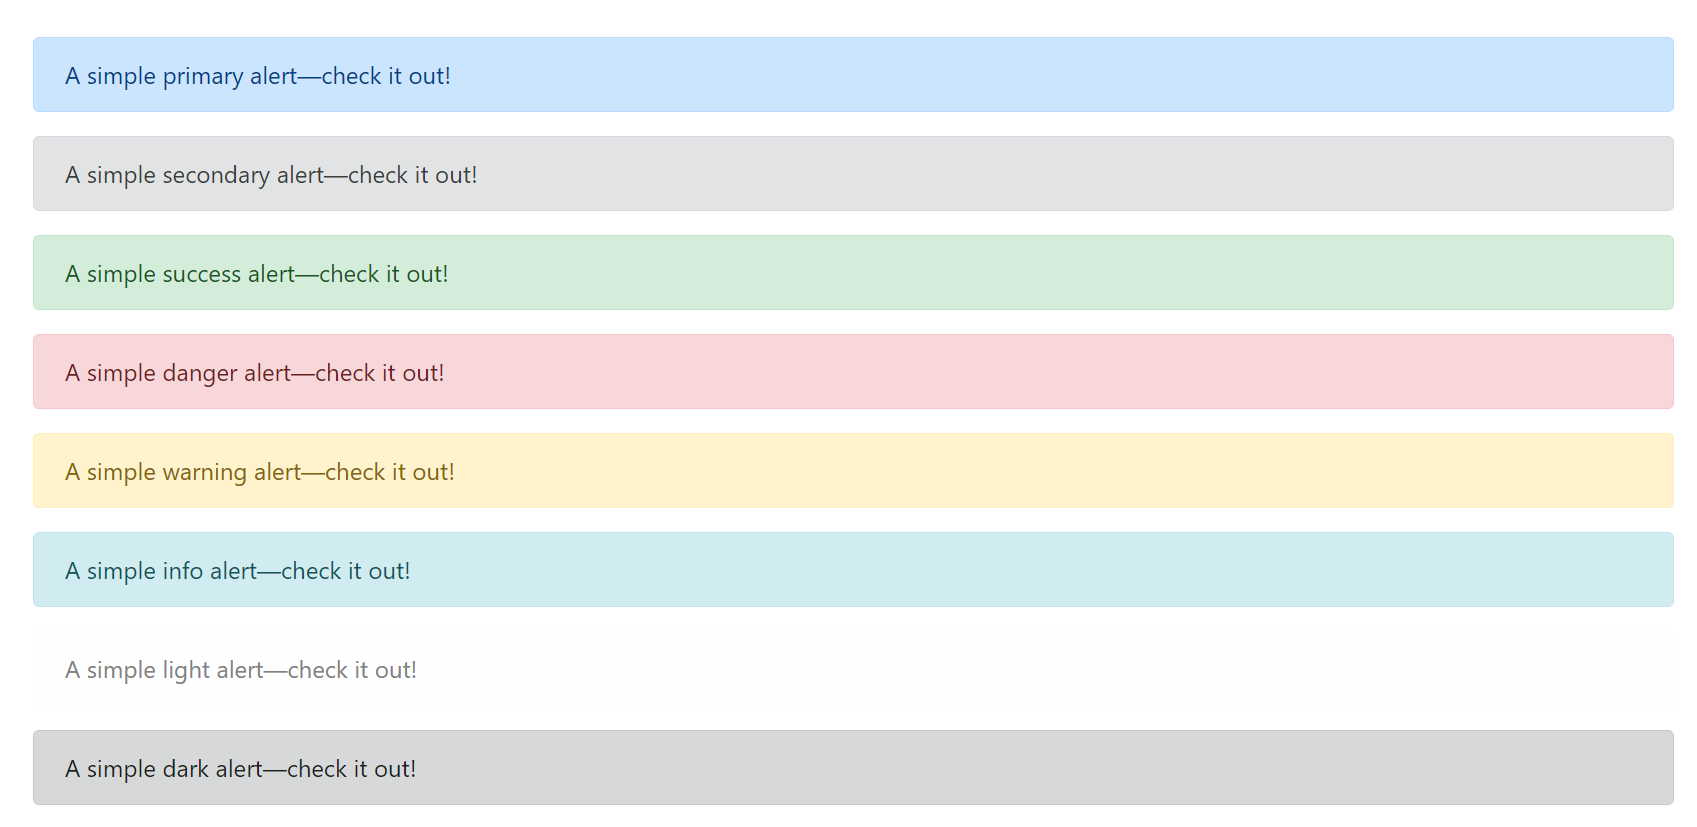 A simple primary alert—check it out!
A simple secondary alert—check it out!
A simple success alert—check it out!
A simple danger alert—check it out!
A simple warning alert—check it out!
A simple info alert—check it out!
A simple light alert—check it out!
A simple dark alert—check it out!